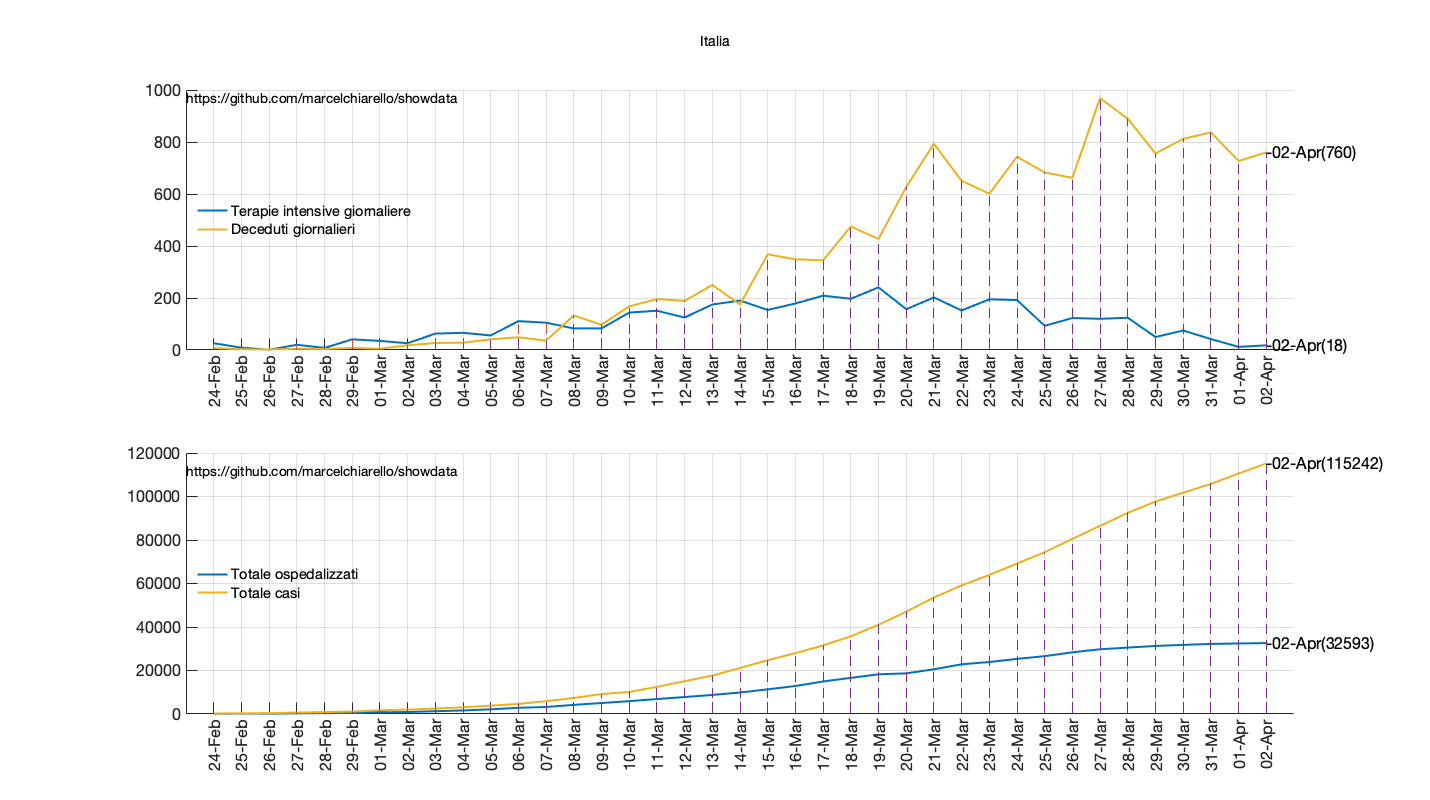 Italia
1000
800
600
400
200
0
https://github.com/marcelchiarello/showdata
Terapie intensive giornaliere
Deceduti giornalieri
02-Apr(760)
02-Apr(18)
24-Feb
25-Feb
26-Feb
27-Feb
28-Feb
29-Feb
01-Mar
02-Mar
03-Mar
04-Mar
05-Mar
06-Mar
07-Mar
08-Mar
09-Mar
10-Mar
11-Mar
12-Mar
13-Mar
14-Mar
15-Mar
16-Mar
17-Mar
18-Mar
19-Mar
20-Mar
21-Mar
22-Mar
23-Mar
24-Mar
25-Mar
26-Mar
27-Mar
28-Mar
29-Mar
30-Mar
31-Mar
01-Apr
02-Apr
120000
100000
80000
60000
40000
20000
0
https://github.com/marcelchiarello/showdata
Totale ospedalizzati
Totale casi
02-Apr(115242)
02-Apr(32593)
24-Feb
25-Feb
26-Feb
27-Feb
28-Feb
29-Feb
01-Mar
02-Mar
03-Mar
04-Mar
05-Mar
06-Mar
07-Mar
08-Mar
09-Mar
10-Mar
11-Mar
12-Mar
13-Mar
14-Mar
15-Mar
16-Mar
17-Mar
18-Mar
19-Mar
20-Mar
21-Mar
22-Mar
23-Mar
24-Mar
25-Mar
26-Mar
27-Mar
28-Mar
29-Mar
30-Mar
31-Mar
01-Apr
02-Apr